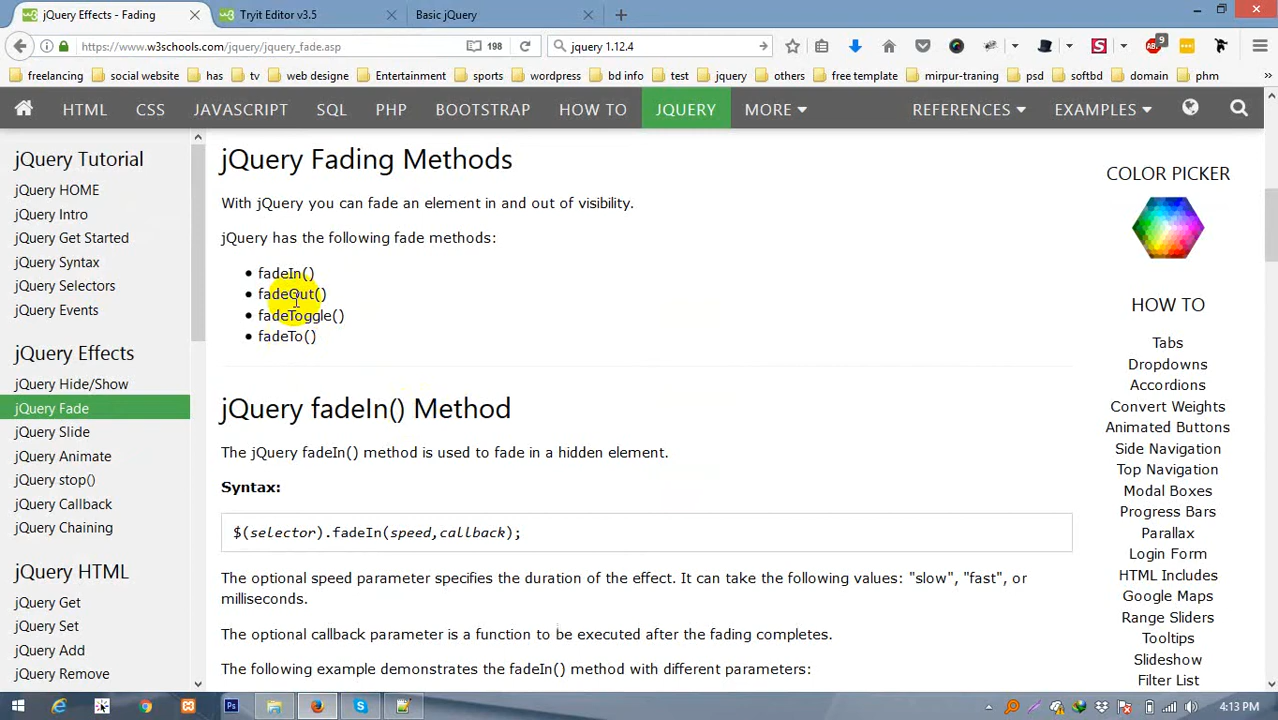 jQuery Effects - Fading
Tryit Editor v3.5
Basic jQuery
https://www.w3schools.com/jquery/jquery_fade.asp
198
jquery 1.12.4
9
freelancing
social website
has
tv
web designe
Entertainment
sports
wordpress
bd info
test
jquery
others
free template
mirpur-traning
psd
softbd
domain
phm
HTML
CSS
JAVASCRIPT
SQL
PHP
BOOTSTRAP
HOW TO
JQUERY
MORE
REFERENCES
EXAMPLES
jQuery Tutorial
jQuery HOME
jQuery Intro
jQuery Get Started
jQuery Syntax
jQuery Selectors
jQuery Events
jQuery Effects
jQuery Hide/Show
jQuery Fade
jQuery Slide
jQuery Animate
jQuery stop()
jQuery Callback
jQuery Chaining
jQuery HTML
jQuery Get
jQuery Set
jQuery Add
jQuery Remove
jQuery Fading Methods
With jQuery you can fade an element in and out of visibility.
jQuery has the following fade methods:
fadeIn()
fadeOut()
fadeToggle()
fadeTo()
jQuery fadeIn() Method
The jQuery fadeIn() method is used to fade in a hidden element.
Syntax:
$(selector).fadeIn(speed,callback);
The optional speed parameter specifies the duration of the effect. It can take the following values: "slow", "fast", or
milliseconds.
The optional callback parameter is a function to be executed after the fading completes.
The following example demonstrates the fadeIn() method with different parameters:
COLOR PICKER
HOW TO
Tabs
Dropdowns
Accordions
Convert Weights
Animated Buttons
Side Navigation
Top Navigation
Modal Boxes
Progress Bars
Parallax
Login Form
HTML Includes
Google Maps
Range Sliders
Tooltips
Slideshow
Filter List
4:13 PM